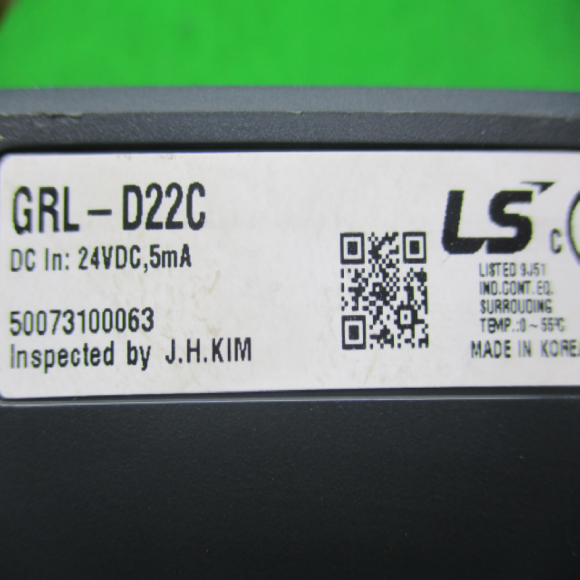 GRL-D22C
DC In: 24VDC,5mA
50073100063
Inspected by J.H.KIM
LS
C
LISTED 9J51
IND.CONT.EQ.
SURROUDING
TEMP.:0 ~ 55°C
MADE IN KOREA